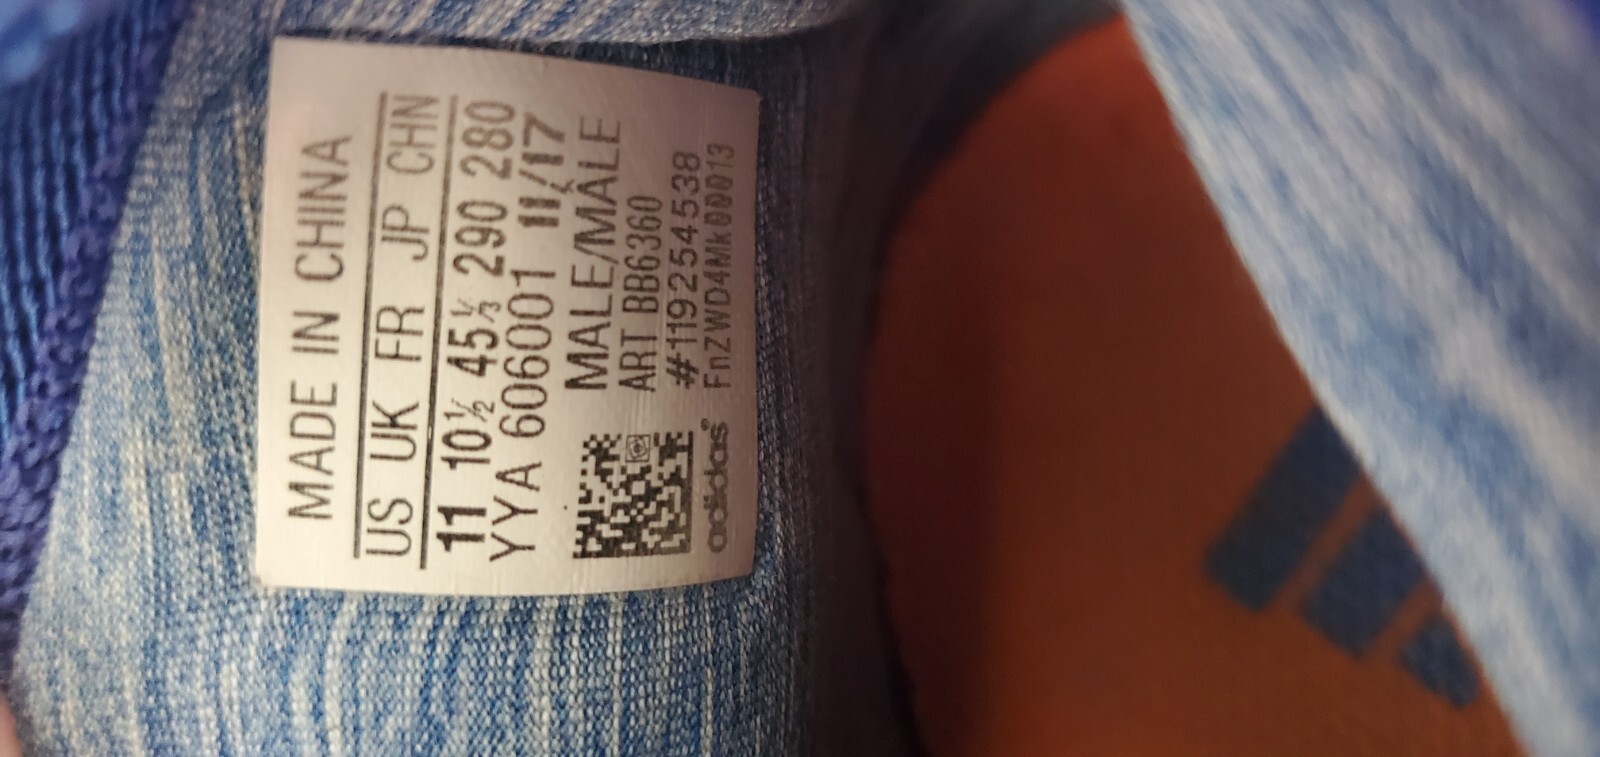 MADE IN CHINA
US UK FR JP CHN
11 10½ 45⅓ 290 280
YYA 606001 11/17
MALE/MÂLE
ART BB6360
#119254538
FnZWD4Mk00013
adidas®